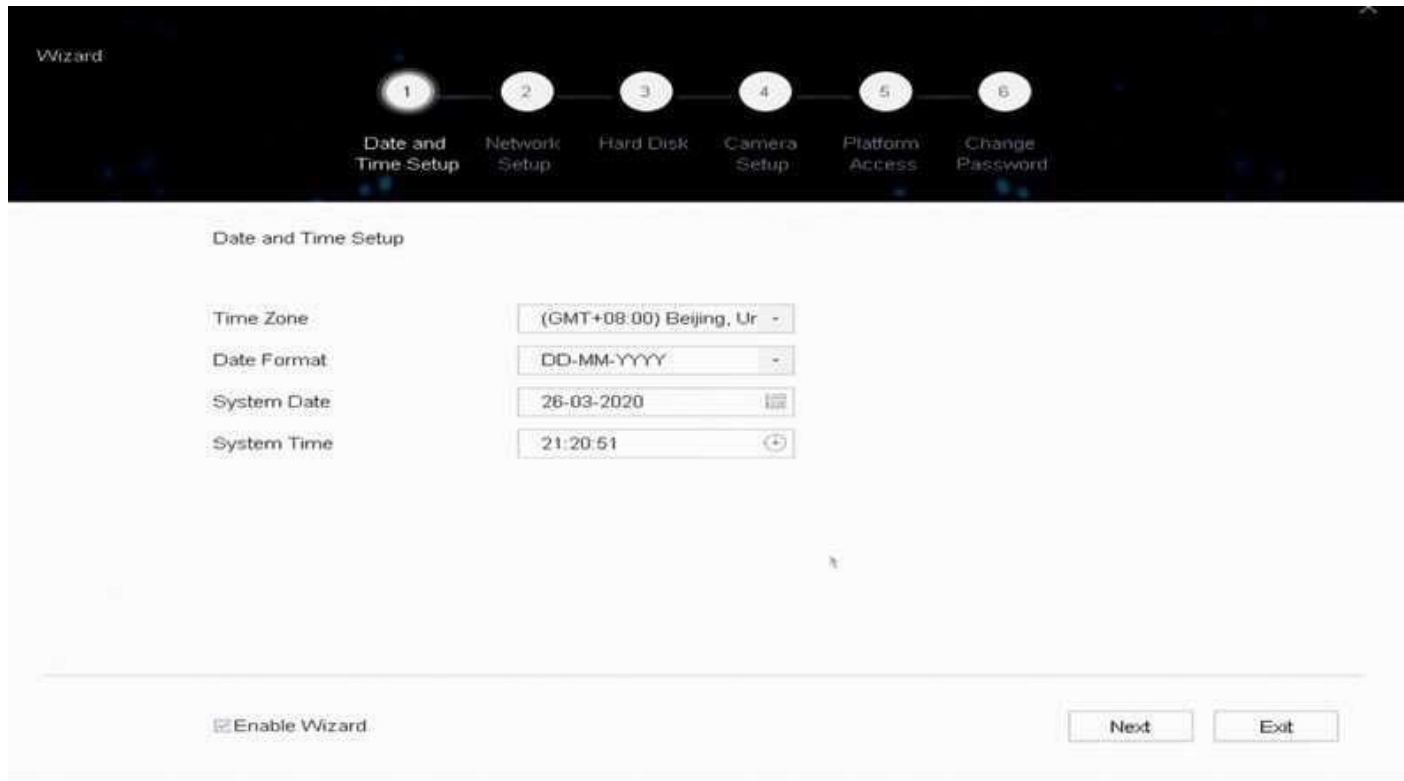 Wizard
1 2 3 4 5 6
Date and Time Setup
Network Setup
Hard Disk
Camera Setup
Platform Access
Change Password
Date and Time Setup
Time Zone (GMT+08:00) Beijing, Ur
Date Format DD-MM-YYYY
System Date 26-03-2020
System Time 21:20:51
Enable Wizard
Next Exit